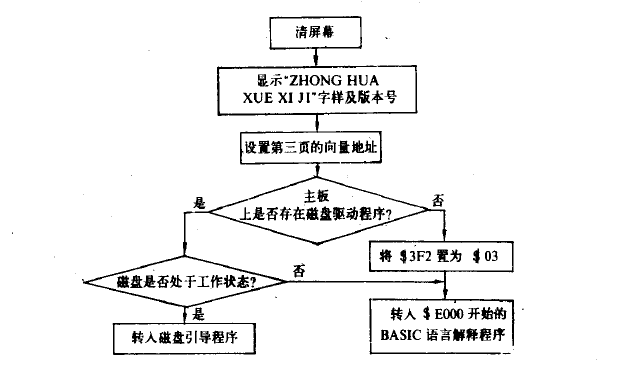 清屏幕
显示“ZHONG HUA
XUE XI JI”字样及版本号
设置第三页的向量地址
主板
上是否存在磁盘驱动程序?
是
否
将 $3F2 置为 $03
磁盘是否处于工作状态?
否
是
转入磁盘引导程序
转入 $E000 开始的
BASIC 语言解释程序